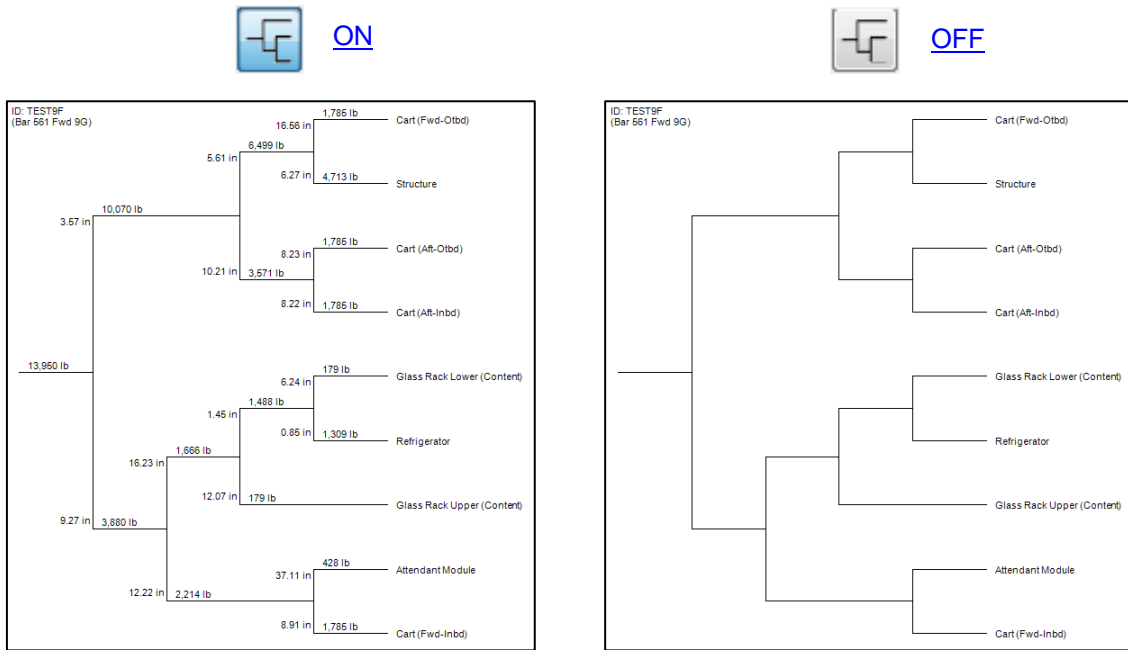 ON
OFF
ID: TEST9F
(Bar 561 Fwd 9G)
1,785 lb
Cart (Fwd-Otbd)
16.56 in
6,499 lb
5.61 in
6.27 in
4,713 lb
Structure
10,070 lb
3.57 in
1,785 lb
Cart (Aft-Otbd)
8.23 in
10.21 in
3,571 lb
8.22 in
1,785 lb
Cart (Aft-Inbd)
13,950 lb
179 lb
Glass Rack Lower (Content)
6.24 in
1,488 lb
1.45 in
0.85 in
1,309 lb
Refrigerator
1,666 lb
16.23 in
12.07 in
179 lb
Glass Rack Upper (Content)
9.27 in
3,880 lb
428 lb
Attendant Module
37.11 in
12.22 in
2,214 lb
8.91 in
1,785 lb
Cart (Fwd-Inbd)
ID: TEST9F
(Bar 561 Fwd 9G)
Cart (Fwd-Otbd)
Structure
Cart (Aft-Otbd)
Cart (Aft-Inbd)
Glass Rack Lower (Content)
Refrigerator
Glass Rack Upper (Content)
Attendant Module
Cart (Fwd-Inbd)